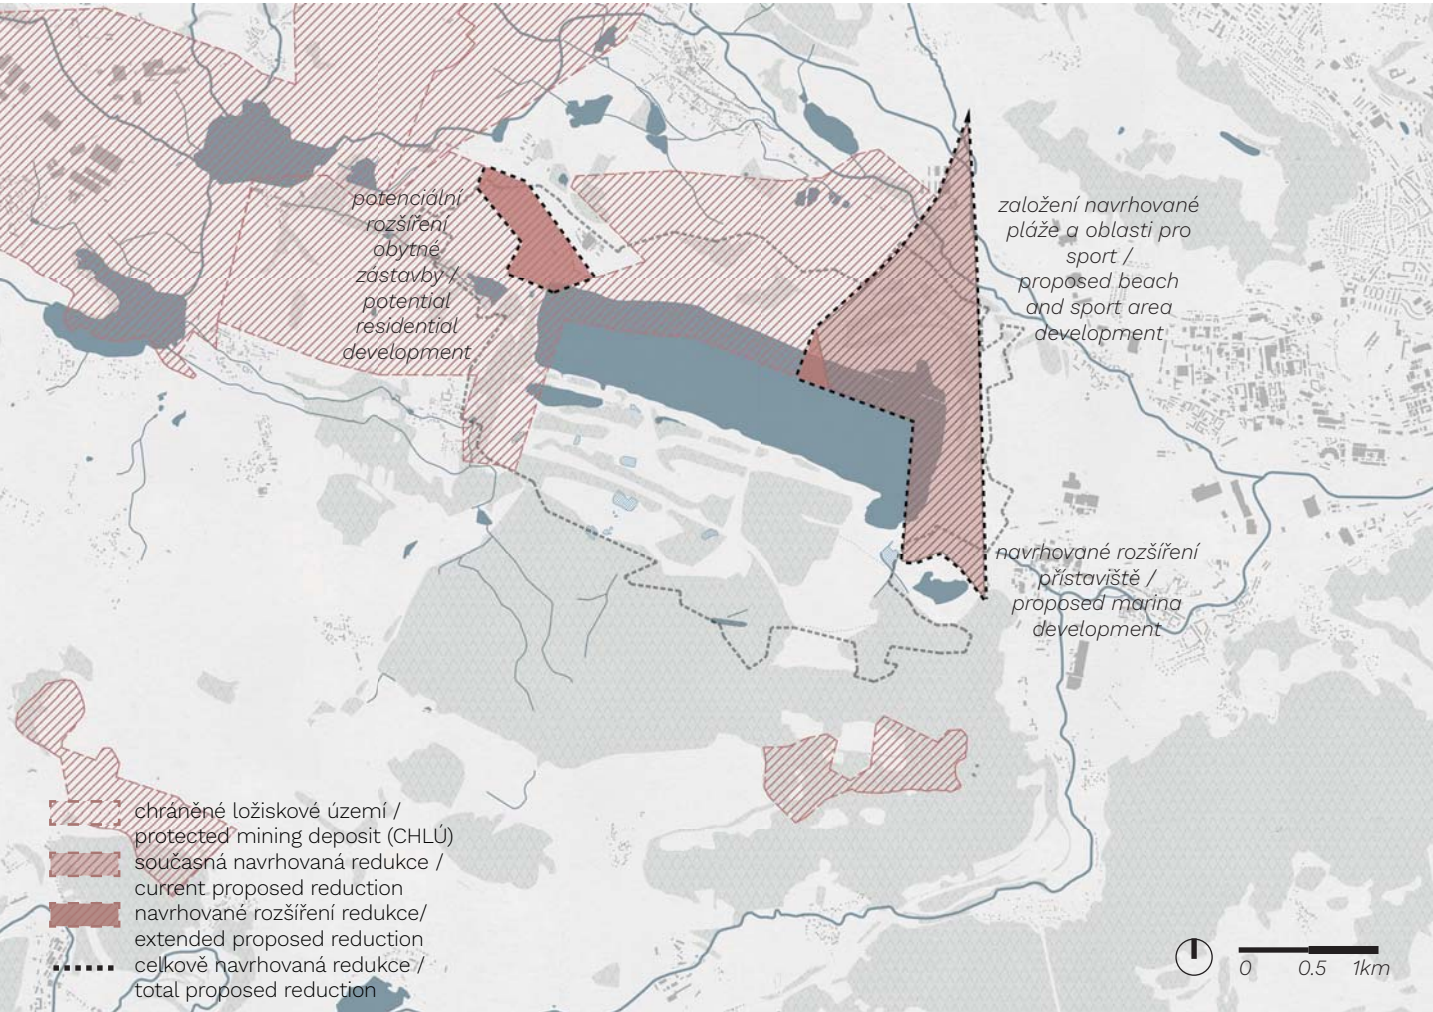 potenciální
rozšíření
obytné
zástavby /
potential
residential
development
založení navrhované
pláže a oblasti pro
sport /
proposed beach
and sport area
development
navrhované rozšíření
přístaviště /
proposed marina
development
chráněné ložiskové území /
protected mining deposit (CHLÚ)
současná navrhovaná redukce /
current proposed reduction
navrhované rozšíření redukce/
extended proposed reduction
celkově navrhovaná redukce /
total proposed reduction
0 0.5 1km